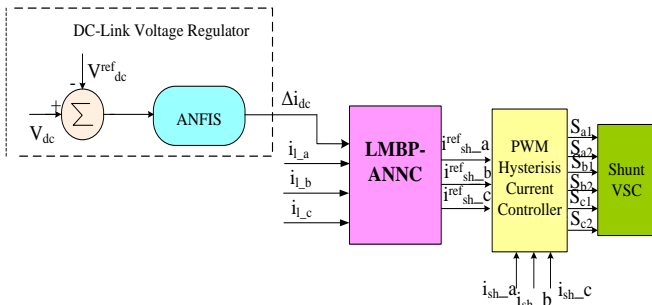 DC-Link Voltage Regulator
V^ref_dc
-
+
Σ
V_dc
ANFIS
Δi_dc
i_l_a
i_l_b
i_l_c
LMBP-
ANNC
i^ref_sh_a
i^ref_sh_b
i^ref_sh_c
PWM
Hysterisis
Current
Controller
S_a1
S_a2
S_b1
S_b2
S_c1
S_c2
Shunt
VSC
i_sh_a
i_sh_b
i_sh_c